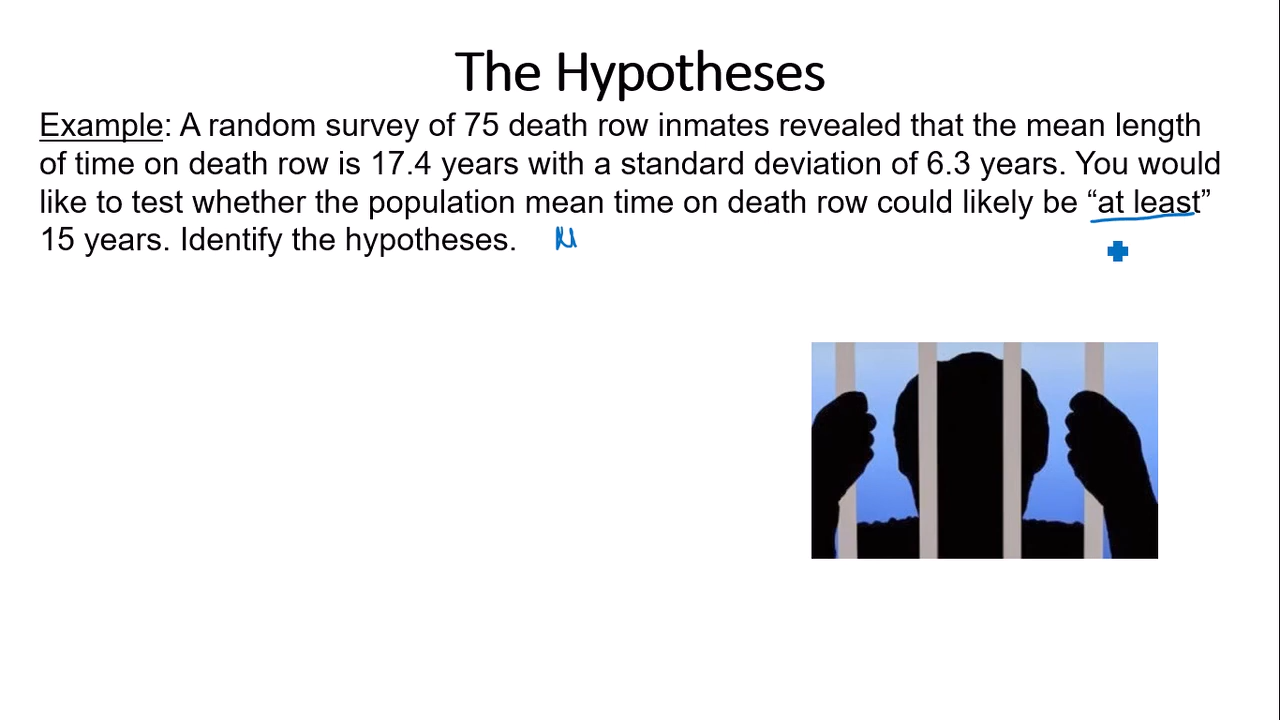 The Hypotheses
Example: A random survey of 75 death row inmates revealed that the mean length
of time on death row is 17.4 years with a standard deviation of 6.3 years. You would
like to test whether the population mean time on death row could likely be “at least”
15 years. Identify the hypotheses.